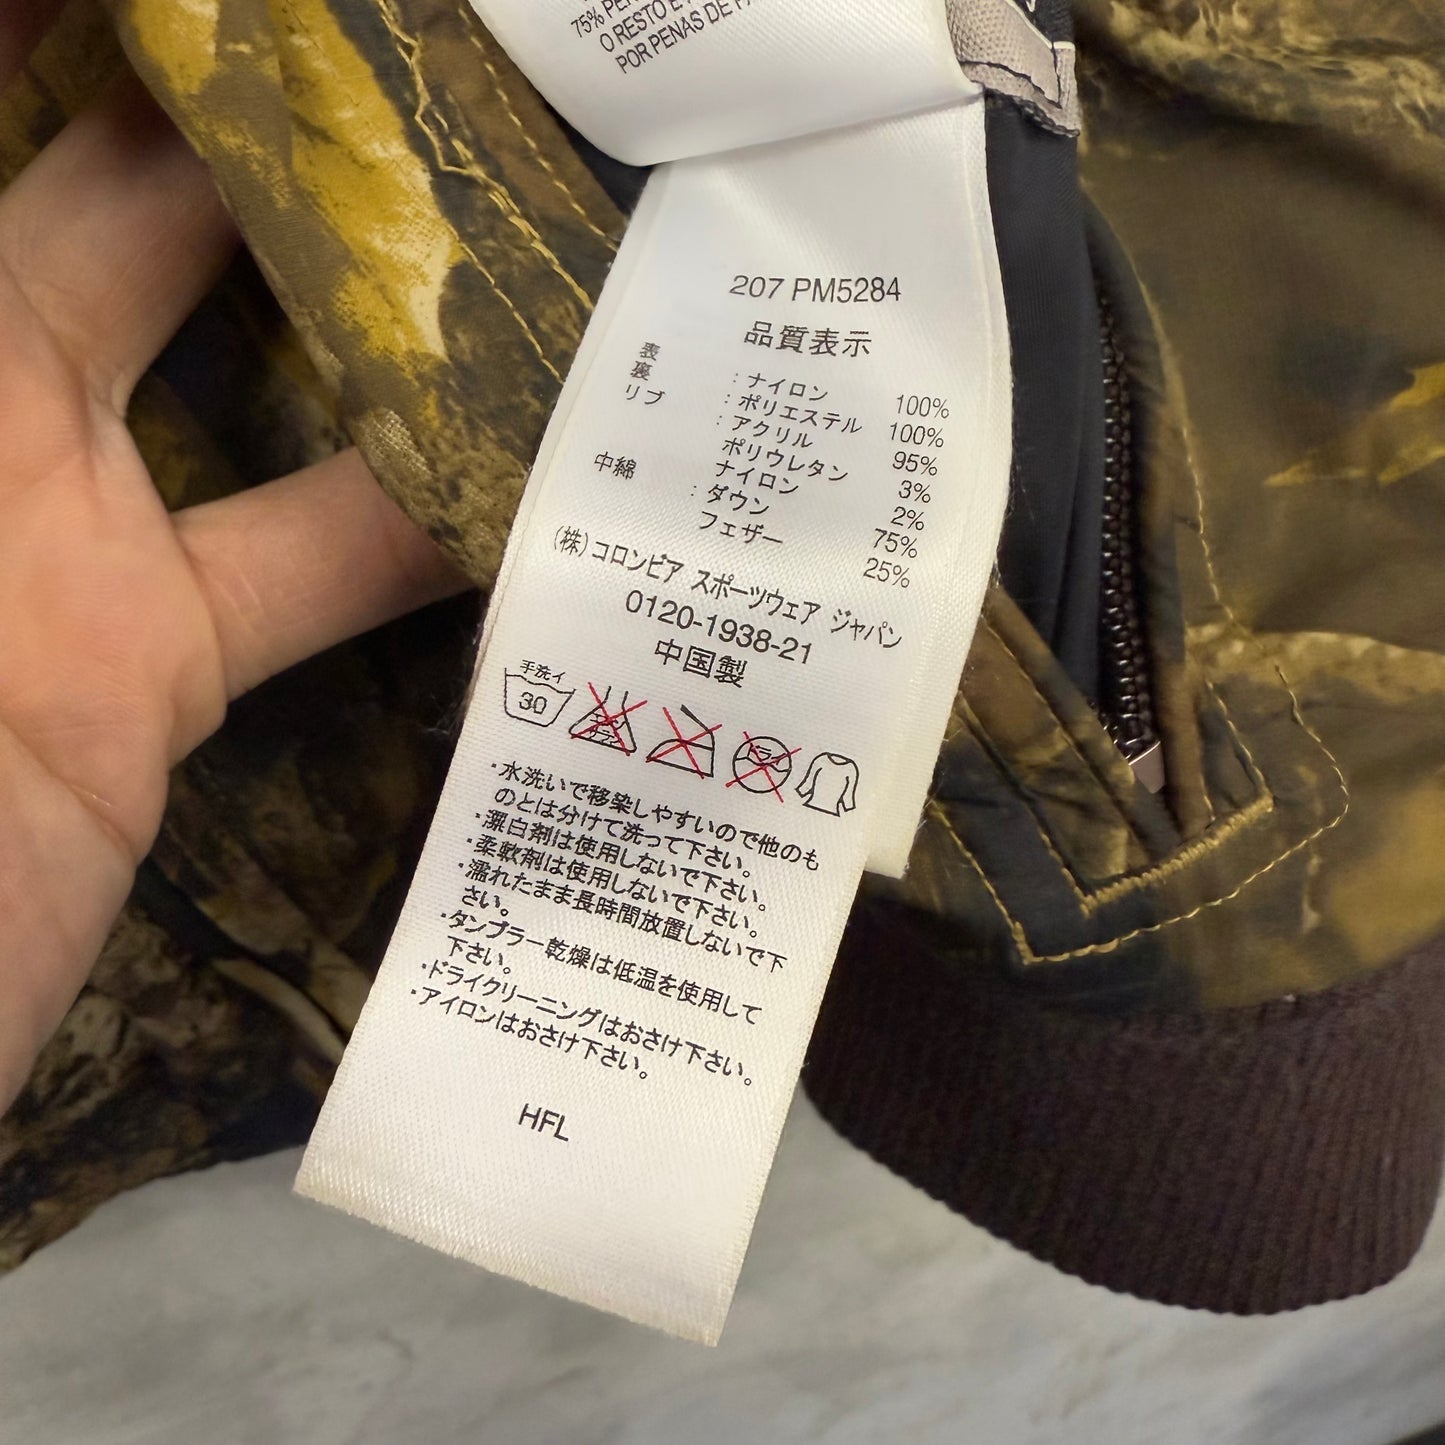 75% PE
O RESTO E
POR PENAS DE P
207 PM5284
品質表示
表 : ナイロン 100%
裏 : ポリエステル 100%
リブ : アクリル 95%
ポリウレタン 3%
ナイロン 2%
中綿 : ダウン 75%
フェザー 25%
(株)コロンビア スポーツウェア ジャパン
0120-1938-21
中国製
手洗イ
30
エンソ
サラシ
ドライ
・水洗いで移染しやすいので他のも
のとは分けて洗って下さい。
・漂白剤は使用しないで下さい。
・柔軟剤は使用しないで下さい。
・濡れたまま長時間放置しないで下
さい。
・タンブラー乾燥は低温を使用して
下さい。
・ドライクリーニングはおさけ下さい。
・アイロンはおさけ下さい。
HFL